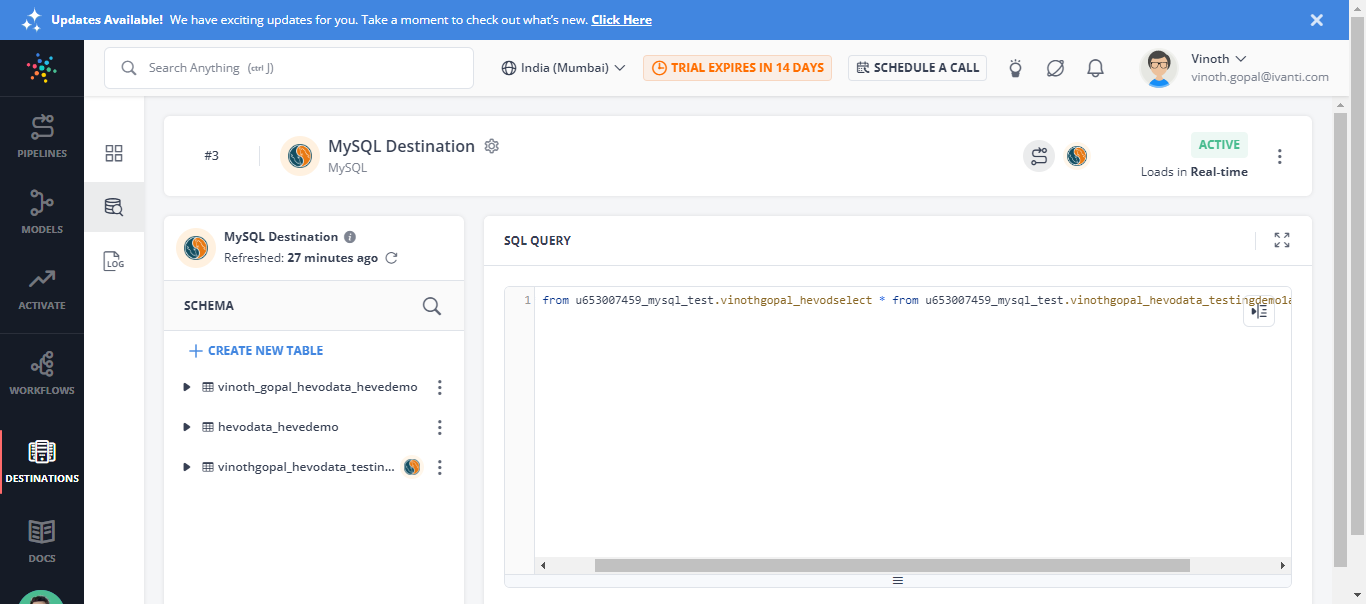 Updates Available! We have exciting updates for you. Take a moment to check out what's new. Click Here
Search Anything (ctrl J)
India (Mumbai)
TRIAL EXPIRES IN 14 DAYS
SCHEDULE A CALL
Vinoth
vinoth.gopal@ivanti.com
PIPELINES
MODELS
ACTIVATE
WORKFLOWS
DESTINATIONS
DOCS
LOG
#3
MySQL Destination
MySQL
ACTIVE
Loads in Real-time
MySQL Destination
Refreshed: 27 minutes ago
SCHEMA
CREATE NEW TABLE
vinoth_gopal_hevodata_hevedemo
hevodata_hevedemo
vinothgopal_hevodata_testin...
SQL QUERY
1 from u653007459_mysql_test.vinothgopal_hevodselect * from u653007459_mysql_test.vinothgopal_hevodata_testingdemo1a